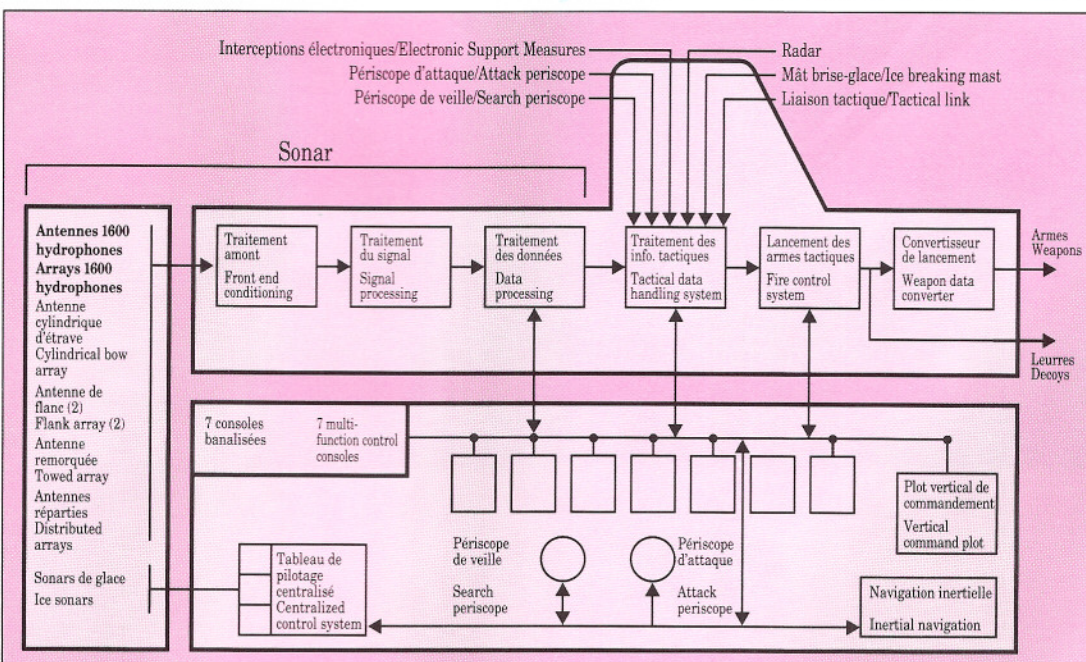 Interceptions électroniques/Electronic Support Measures
Périscope d'attaque/Attack periscope
Périscope de veille/Search periscope
Radar
Mât brise-glace/Ice breaking mast
Liaison tactique/Tactical link
Sonar
Antennes 1600
hydrophones
Arrays 1600
hydrophones
Antenne
cylindrique
d'étrave
Cylindrical bow
array
Antenne de
flanc (2)
Flank array (2)
Antenne
remorquée
Towed array
Antennes
réparties
Distributed
arrays
Sonars de glace
Ice sonars
Traitement
amont
Front end
conditioning
Traitement
du signal
Signal
processing
Traitement
des données
Data
processing
Traitement des
info. tactiques
Tactical data
handling system
Lancement des
armes tactiques
Fire control
system
Convertisseur
de lancement
Weapon data
converter
Armes
Weapons
Leurres
Decoys
7 consoles
banalisées
7 multi-
function control
consoles
Plot vertical de
commandement
Vertical
command plot
Périscope
de veille
Search
periscope
Périscope
d'attaque
Attack
periscope
Tableau de
pilotage
centralisé
Centralized
control system
Navigation inertielle
Inertial navigation